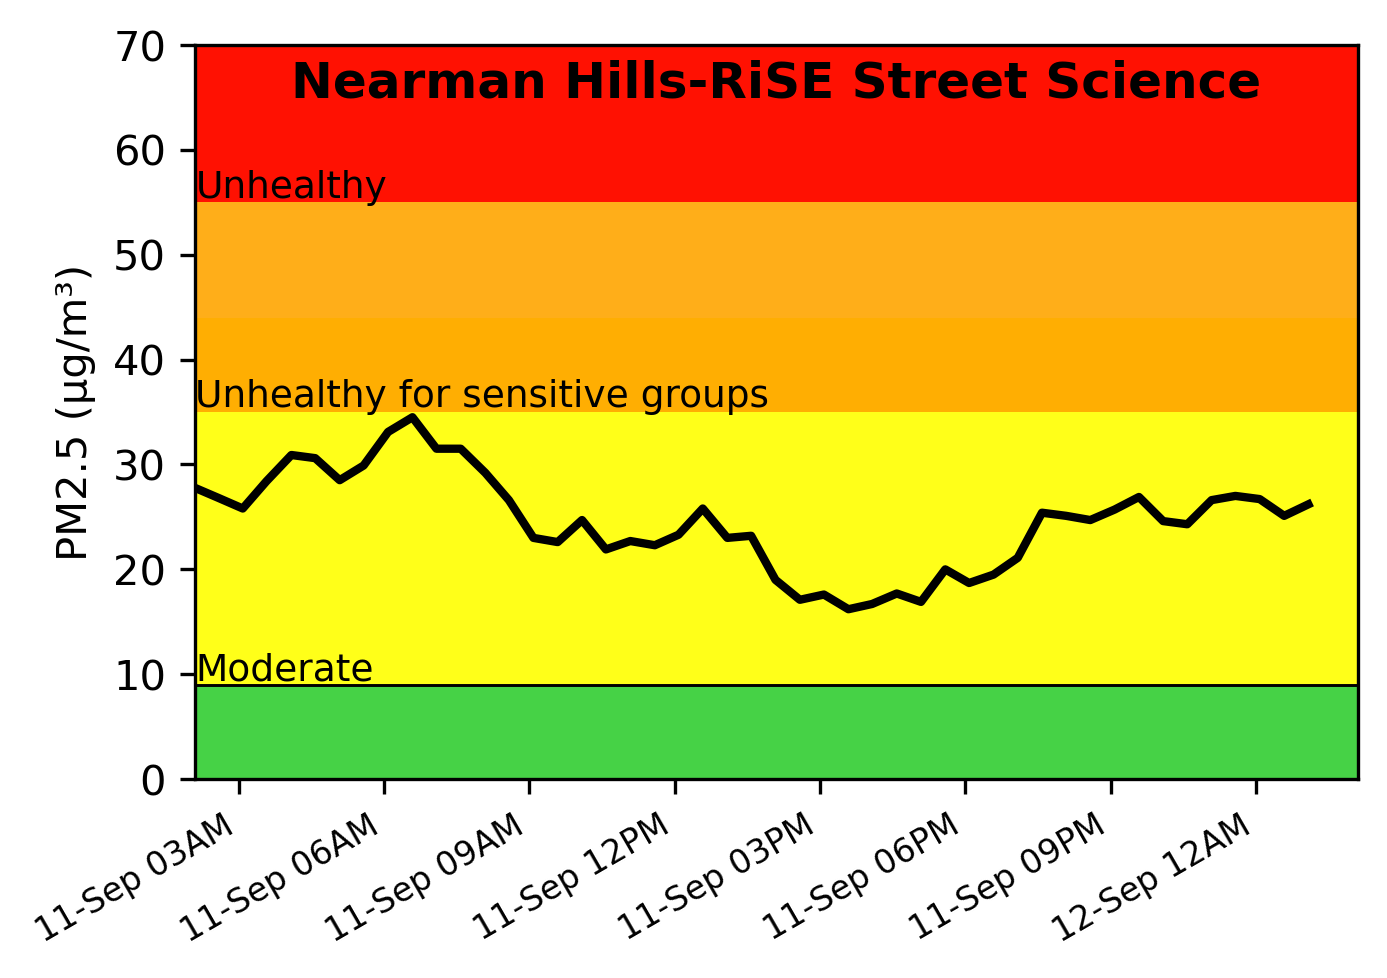 Nearman Hills-RiSE Street Science
70
60
50
40
30
20
10
0
PM2.5 (µg/m³)
Unhealthy
Unhealthy for sensitive groups
Moderate
11-Sep 03AM
11-Sep 06AM
11-Sep 09AM
11-Sep 12PM
11-Sep 03PM
11-Sep 06PM
11-Sep 09PM
12-Sep 12AM